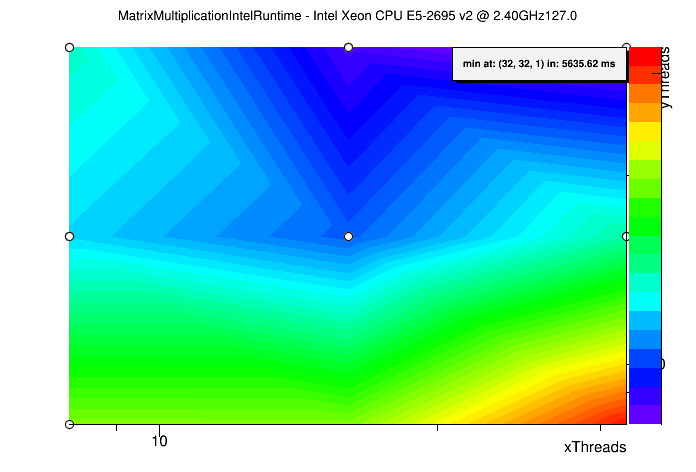 MatrixMultiplicationIntelRuntime - Intel Xeon CPU E5-2695 v2 @ 2.40GHz127.0
min at: (32, 32, 1) in: 5635.62 ms
yThreads
10
xThreads